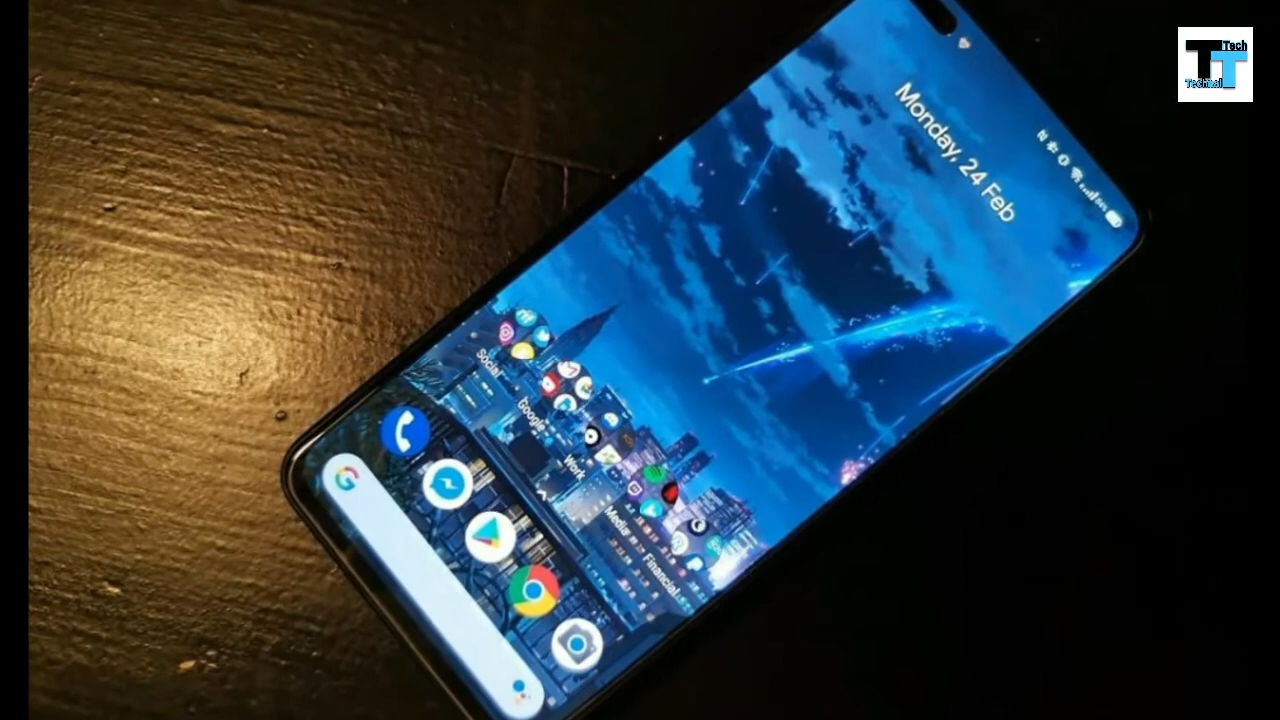 Tech
Monday, 24 Feb
Social
Google
Work
Media
Financial